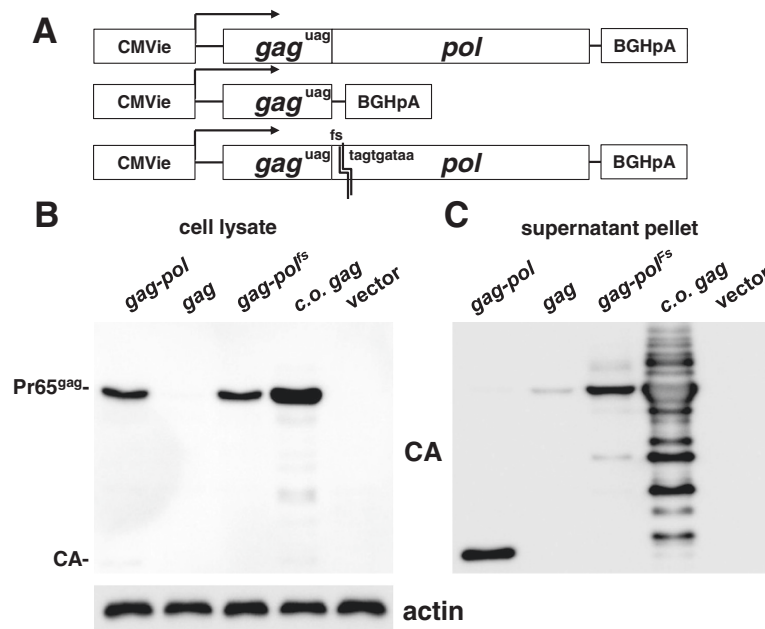 A
CMVie gag uag pol BGHpA
CMVie gag uag BGHpA
fs
CMVie gag uag tagtgataa pol BGHpA
B
cell lysate
gag-pol gag gag-pol^fs c.o. gag vector
Pr65^gag-
CA-
actin
C
supernatant pellet
gag-pol gag gag-pol^Fs c.o. gag vector
CA